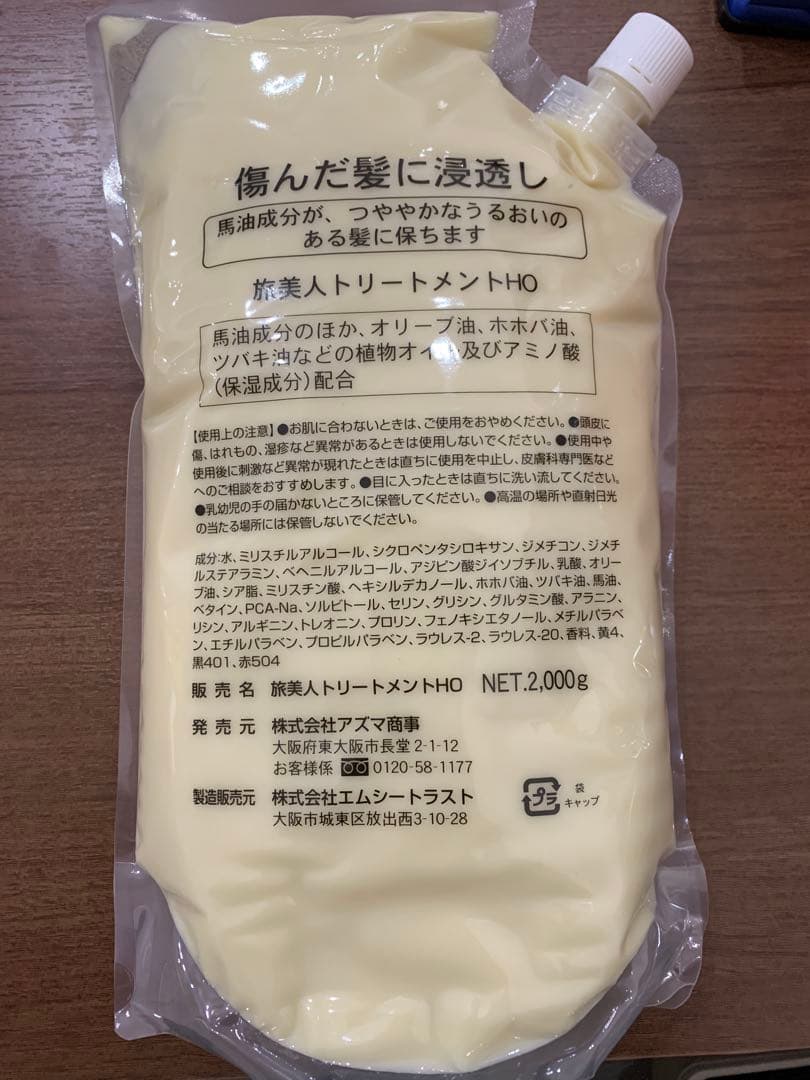 傷んだ髪に浸透し
馬油成分が、つややかなうるおいの
ある髪に保ちます
旅美人トリートメントHO
馬油成分のほか、オリーブ油、ホホバ油、
ツバキ油などの植物オイル及びアミノ酸
(保湿成分)配合
【使用上の注意】●お肌に合わないときは、ご使用をおやめください。●頭皮に
傷、はれもの、湿疹など異常があるときは使用しないでください。●使用中や
使用後に刺激など異常が現れたときは直ちに使用を中止し、皮膚科専門医など
へのご相談をおすすめします。●目に入ったときは直ちに洗い流してください。
●乳幼児の手の届かないところに保管してください。●高温の場所や直射日光
の当たる場所には保管しないでください。
成分:水、ミリスチルアルコール、シクロペンタシロキサン、ジメチコン、ジメチ
ルステアラミン、ベヘニルアルコール、アジピン酸ジイソブチル、乳酸、オリー
ブ油、シア脂、ミリスチン酸、ヘキシルデカノール、ホホバ油、ツバキ油、馬油、
ベタイン、PCA-Na、ソルビトール、セリン、グリシン、グルタミン酸、アラニン、
リシン、アルギニン、トレオニン、プロリン、フェノキシエタノール、メチルパラベ
ン、エチルパラベン、プロピルパラベン、ラウレス-2、ラウレス-20、香料、黄4、
黒401、赤504
販売名 旅美人トリートメントHO NET.2,000g
発売元 株式会社アズマ商事
大阪府東大阪市長堂2-1-12
お客様係 0120-58-1177
製造販売元 株式会社エムシートラスト
大阪市城東区放出西3-10-28
プラ
袋
キャップ